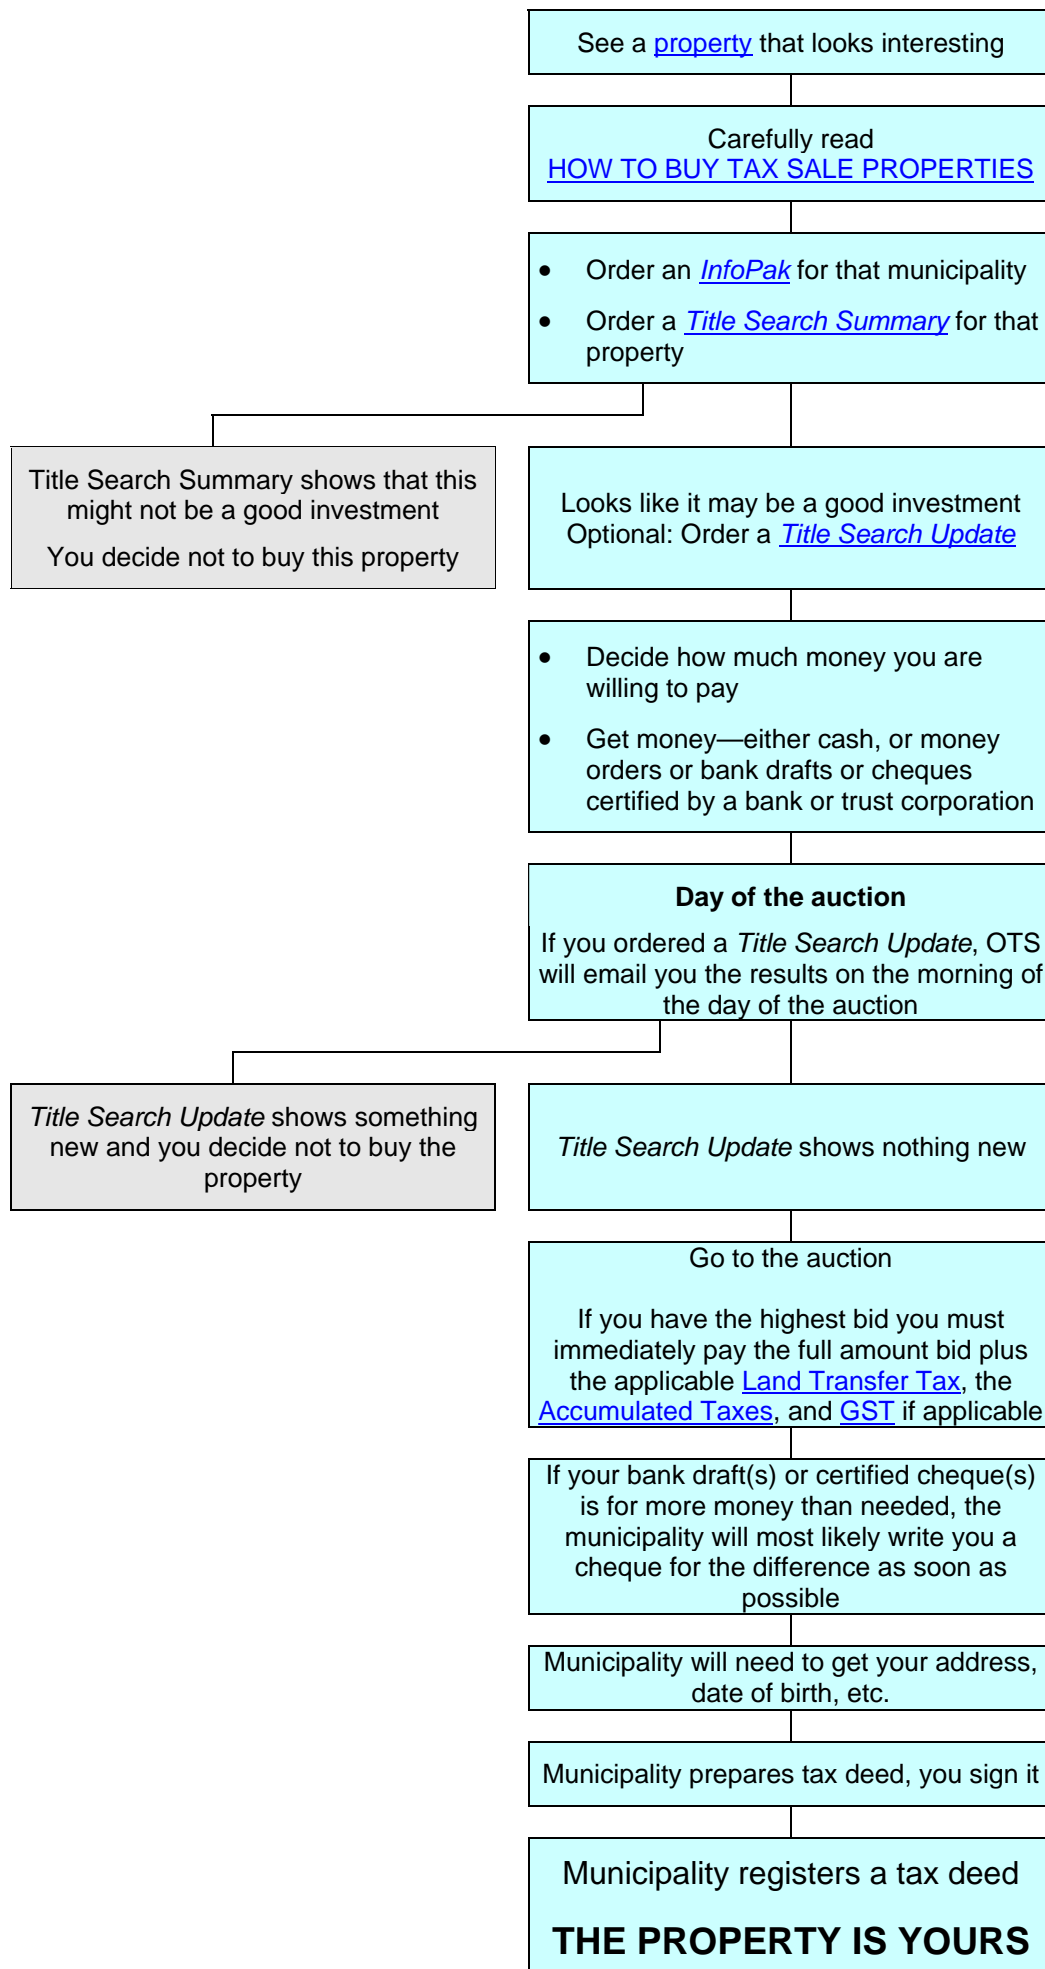 See a property that looks interesting
Carefully read
HOW TO BUY TAX SALE PROPERTIES
• Order an InfoPak for that municipality
• Order a Title Search Summary for that
property
Title Search Summary shows that this
might not be a good investment
You decide not to buy this property
Looks like it may be a good investment
Optional: Order a Title Search Update
• Decide how much money you are
willing to pay
• Get money—either cash, or money
orders or bank drafts or cheques
certified by a bank or trust corporation
Day of the auction
If you ordered a Title Search Update, OTS
will email you the results on the morning of
the day of the auction
Title Search Update shows something
new and you decide not to buy the
property
Title Search Update shows nothing new
Go to the auction
If you have the highest bid you must
immediately pay the full amount bid plus
the applicable Land Transfer Tax, the
Accumulated Taxes, and GST if applicable
If your bank draft(s) or certified cheque(s)
is for more money than needed, the
municipality will most likely write you a
cheque for the difference as soon as
possible
Municipality will need to get your address,
date of birth, etc.
Municipality prepares tax deed, you sign it
Municipality registers a tax deed
THE PROPERTY IS YOURS